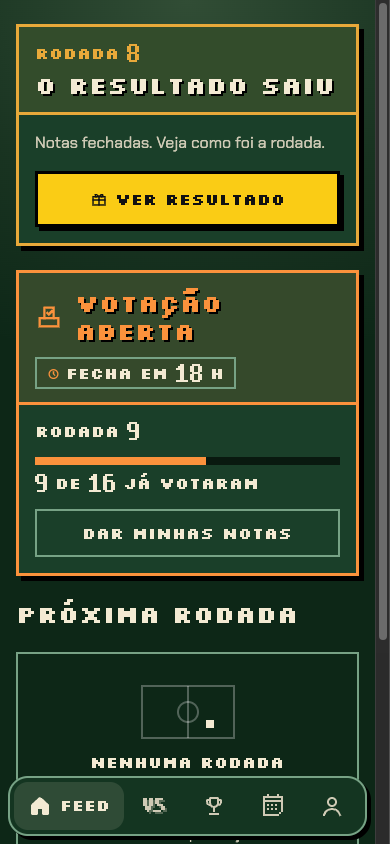 RODADA 8
O RESULTADO SAIU
Notas fechadas. Veja como foi a rodada.
VER RESULTADO
VOTAÇÃO
ABERTA
FECHA EM 18 H
RODADA 9
9 DE 16 JÁ VOTARAM
DAR MINHAS NOTAS
PRÓXIMA RODADA
NENHUMA RODADA
FEED
VS